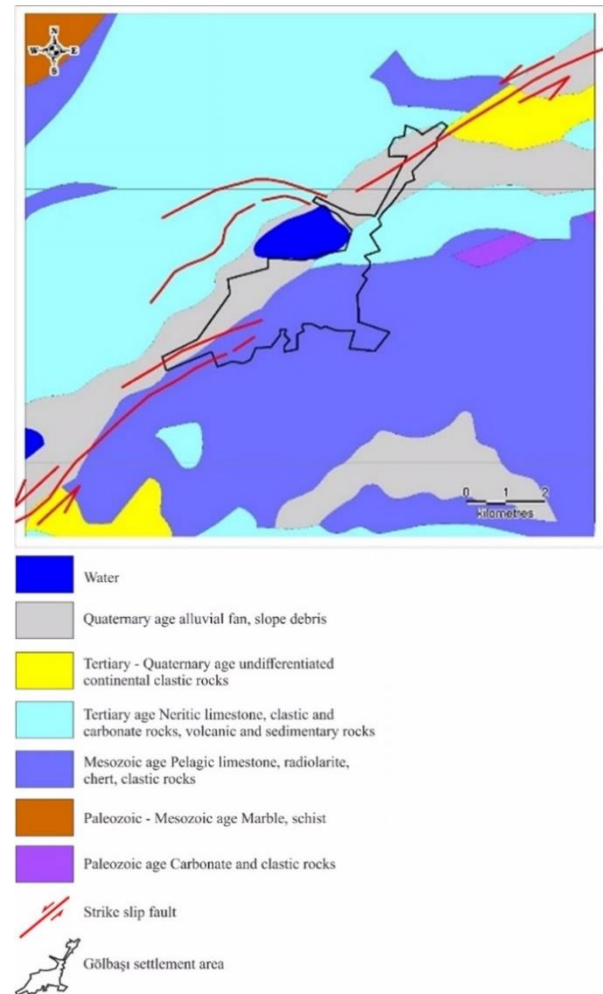 N
W E
S
0 1 2
kilometres
Water
Quaternary age alluvial fan, slope debris
Tertiary - Quaternary age undifferentiated
continental clastic rocks
Tertiary age Neritic limestone, clastic and
carbonate rocks, volcanic and sedimentary rocks
Mesozoic age Pelagic limestone, radiolarite,
chert, clastic rocks
Paleozoic - Mesozoic age Marble, schist
Paleozoic age Carbonate and clastic rocks
Strike slip fault
Gölbaşı settlement area